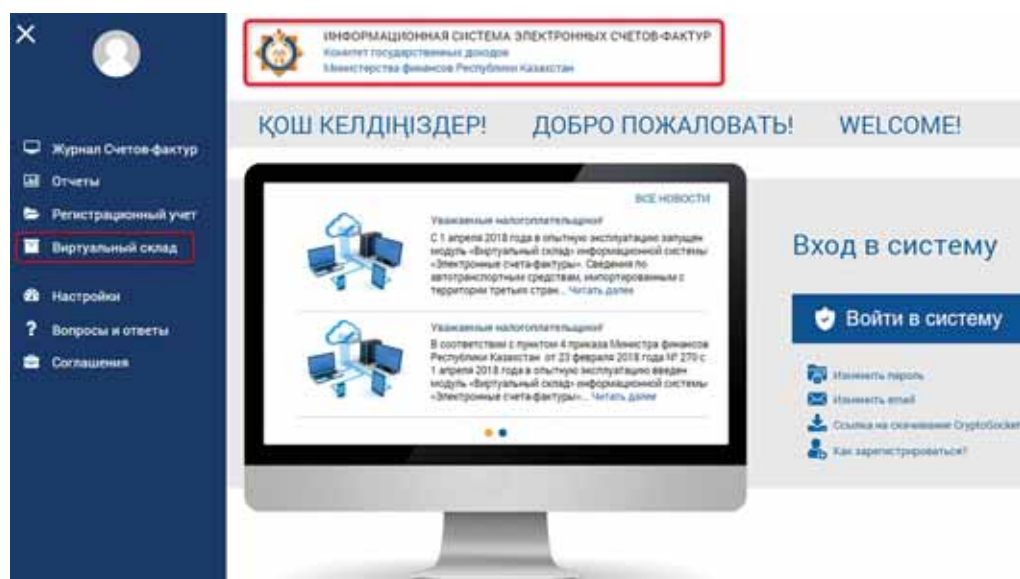 ИНФОРМАЦИОННАЯ СИСТЕМА ЭЛЕКТРОННЫХ СЧЕТОВ-ФАКТУР
Комитет государственных доходов
Министерства финансов Республики Казахстан
ҚОШ КЕЛДІҢІЗДЕР! ДОБРО ПОЖАЛОВАТЬ! WELCOME!
Журнал Счетов-фактур
Отчеты
Регистрационный учет
Виртуальный склад
Настройки
? Вопросы и ответы
Соглашения
ВСЕ НОВОСТИ
Уважаемые налогоплательщики!
С 1 апреля 2018 года в опытную эксплуатацию запущен
модуль «Виртуальный склад» информационной системы
«Электронные счета-фактуры». Сведения по
автотранспортным средствам, импортированным с
территории третьих стран... Читать далее
Уважаемые налогоплательщики!
В соответствии с пунктом 4 приказа Министра финансов
Республики Казахстан от 23 февраля 2018 года № 270 с
1 апреля 2018 года в опытную эксплуатацию введен
модуль «Виртуальный склад» информационной системы
«Электронные счета-фактуры»... Читать далее
Вход в систему
Войти в систему
Изменить пароль
Изменить email
Ссылка на скачивание CryptoSocket
Как зарегистрироваться?